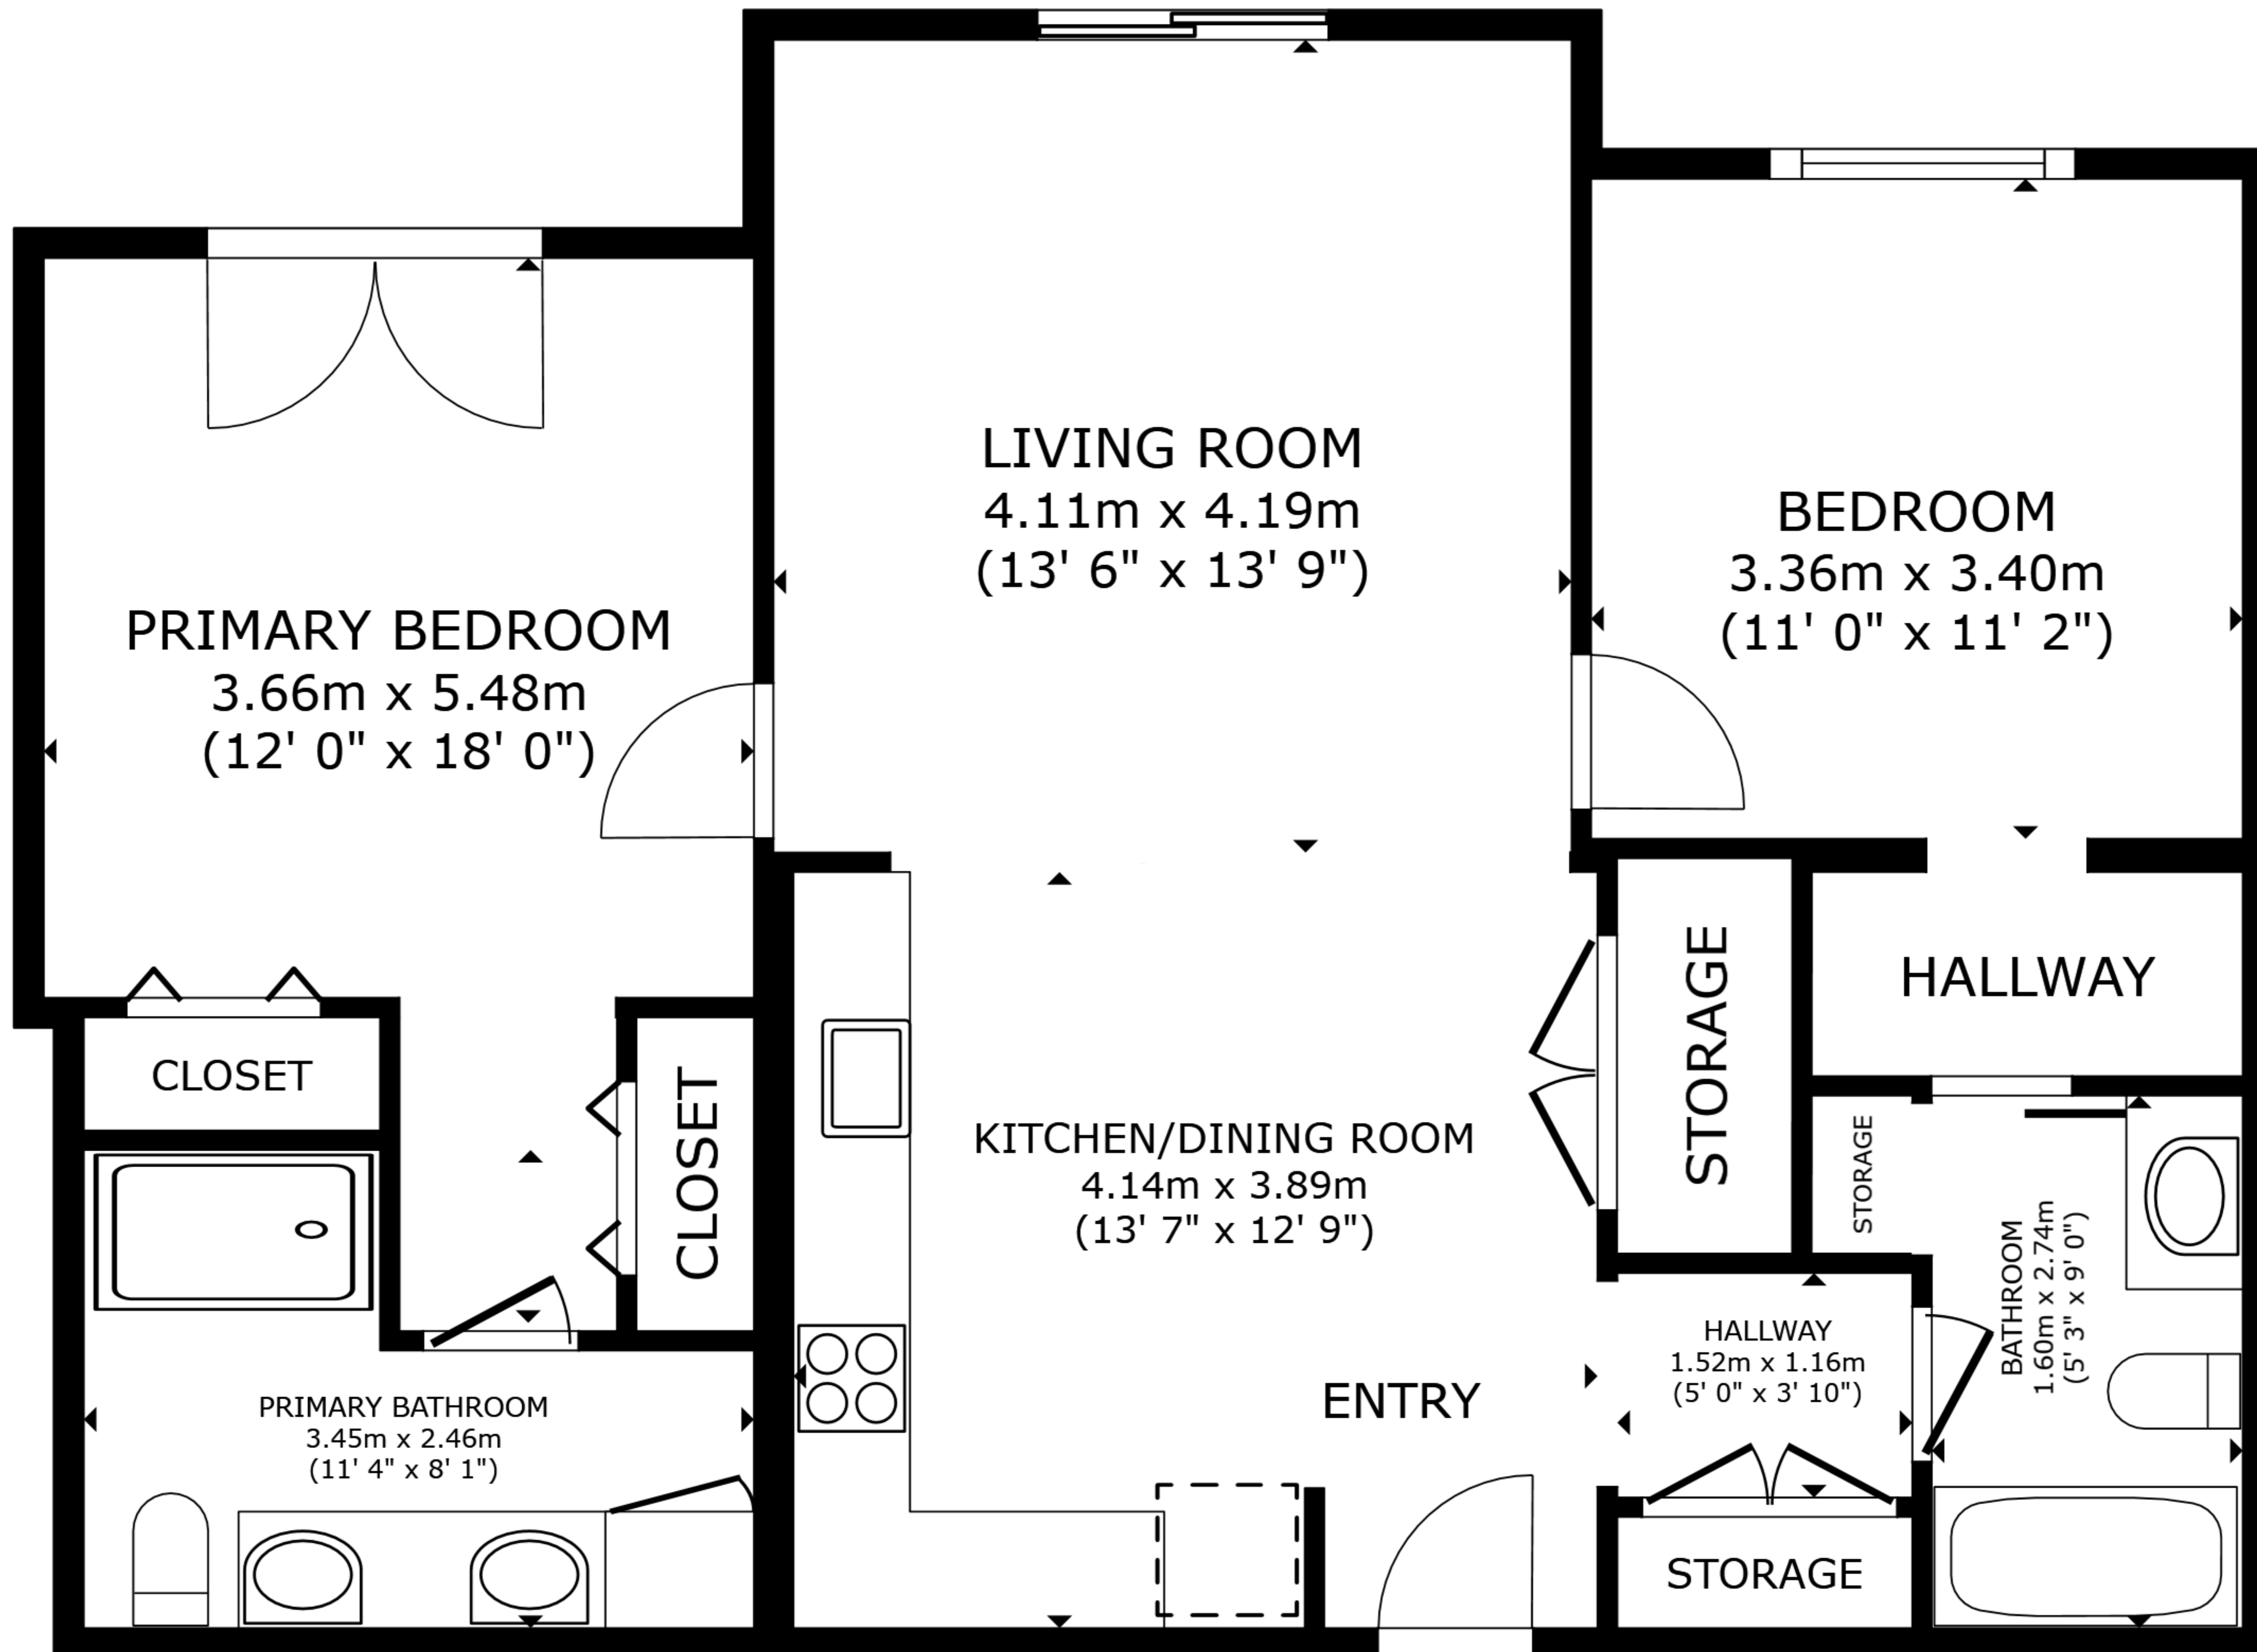 LIVING ROOM
4.11m x 4.19m
(13' 6" x 13' 9")
BEDROOM
3.36m x 3.40m
(11' 0" x 11' 2")
PRIMARY BEDROOM
3.66m x 5.48m
(12' 0" x 18' 0")
CLOSET
CLOSET
KITCHEN/DINING ROOM
4.14m x 3.89m
(13' 7" x 12' 9")
STORAGE
HALLWAY
STORAGE
BATHROOM
1.60m x 2.74m
(5' 3" x 9' 0")
HALLWAY
1.52m x 1.16m
(5' 0" x 3' 10")
ENTRY
PRIMARY BATHROOM
3.45m x 2.46m
(11' 4" x 8' 1")
STORAGE